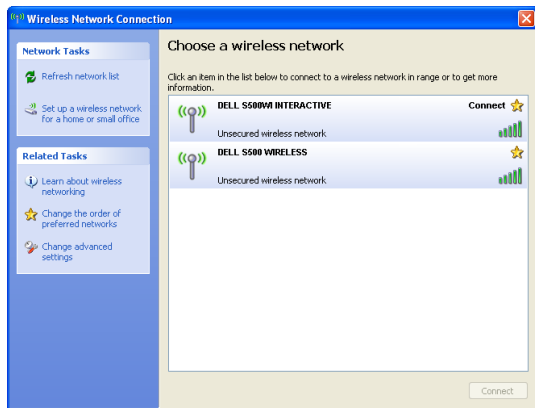 Wireless Network Connection
Network Tasks
Refresh network list
Set up a wireless network
for a home or small office
Related Tasks
Learn about wireless
networking
Change the order of
preferred networks
Change advanced
settings
Choose a wireless network
Click an item in the list below to connect to a wireless network in range or to get more
information.
DELL S500WI INTERACTIVE Connect
Unsecured wireless network
DELL S500 WIRELESS
Unsecured wireless network
Connect